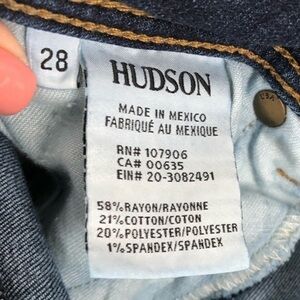 28
HUDSON
MADE IN MEXICO
FABRIQUÉ AU MEXIQUE
RN# 107906
CA# 00635
EIN# 20-3082491
58%RAYON/RAYONNE
21%COTTON/COTON
20%POLYESTER/POLYESTER
1%SPANDEX/SPANDEX